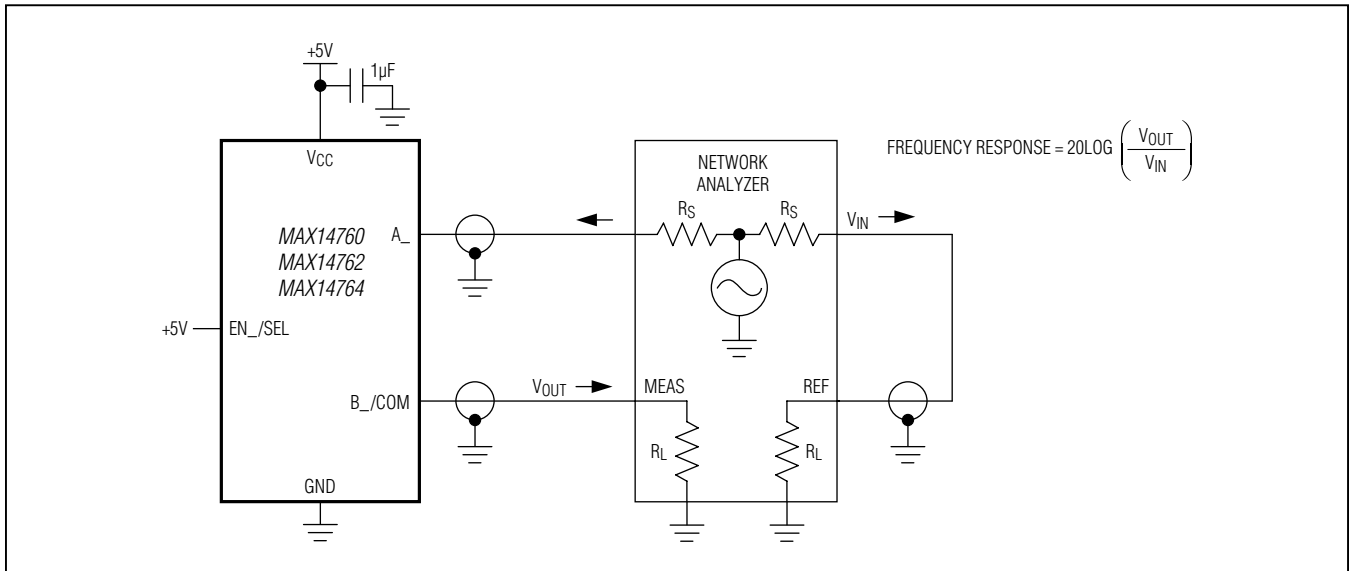 +5V
1µF
VCC
MAX14760
MAX14762
MAX14764
A_
+5V
EN_/SEL
B_/COM
GND
NETWORK
ANALYZER
RS
RS
VIN
VOUT
MEAS
REF
RL
RL
FREQUENCY RESPONSE = 20LOG (VOUT/VIN)